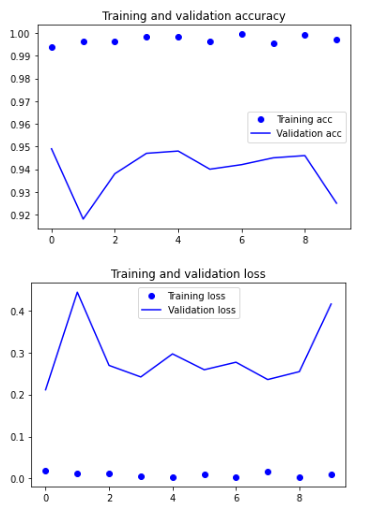 Training and validation accuracy
1.00
0.99
0.98
0.97
0.96
0.95
0.94
0.93
0.92
Training acc
Validation acc
0 2 4 6 8
Training and validation loss
Training loss
Validation loss
0.4
0.3
0.2
0.1
0.0
0 2 4 6 8